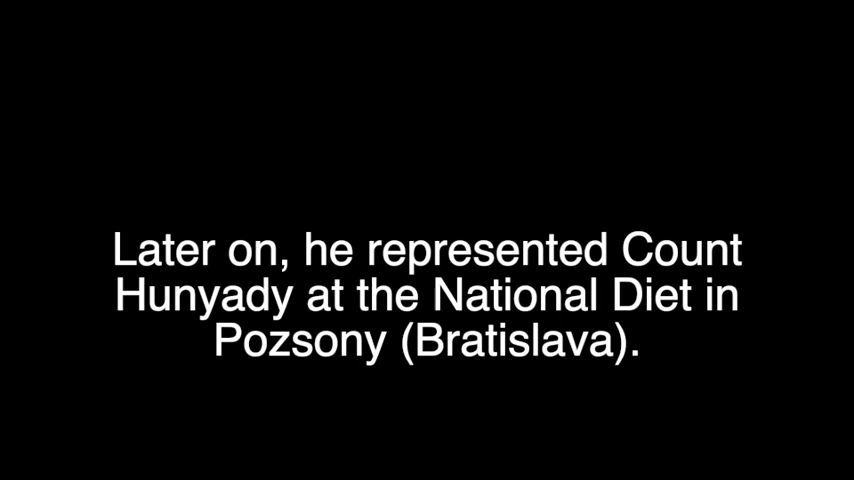 Later on, he represented Count
Hunyady at the National Diet in
Pozsony (Bratislava).